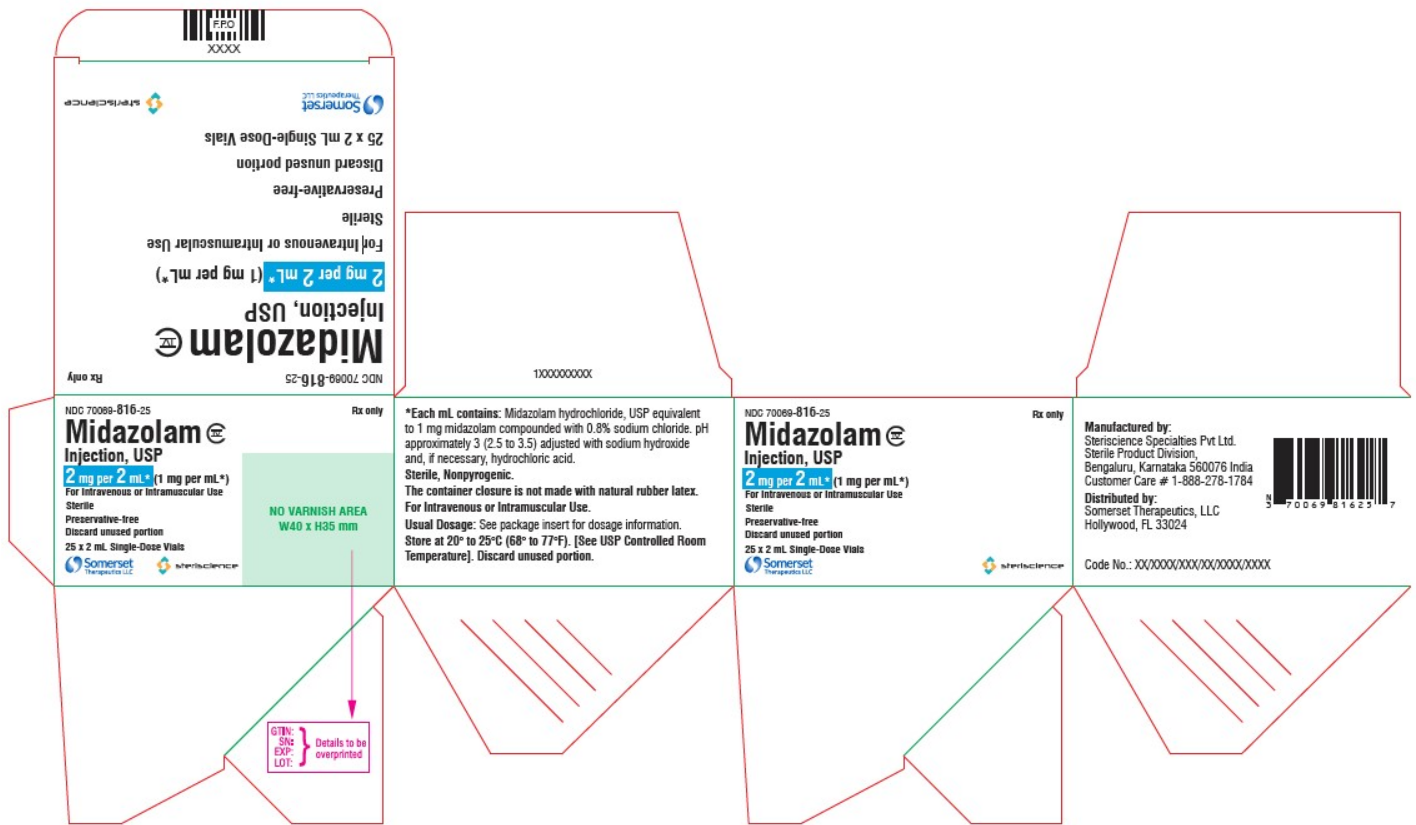 F.P.O
XXXX
NDC 70069-816-25
Rx only
Midazolam CIV
Injection, USP
2 mg per 2 mL* (1 mg per mL*)
For Intravenous or Intramuscular Use
Sterile
Preservative-free
Discard unused portion
25 x 2 mL Single-Dose Vials
Somerset
Therapeutics LLC
steriscience
NDC 70069-816-25
Rx only
Midazolam CIV
Injection, USP
2 mg per 2 mL* (1 mg per mL*)
For Intravenous or Intramuscular Use
Sterile
Preservative-free
Discard unused portion
25 x 2 mL Single-Dose Vials
Somerset
Therapeutics LLC
steriscience
NO VARNISH AREA
W40 x H35 mm
GTIN:
SN:
EXP:
LOT:
Details to be
overprinted
1XXXXXXXXX
*Each mL contains: Midazolam hydrochloride, USP equivalent
to 1 mg midazolam compounded with 0.8% sodium chloride. pH
approximately 3 (2.5 to 3.5) adjusted with sodium hydroxide
and, if necessary, hydrochloric acid.
Sterile, Nonpyrogenic.
The container closure is not made with natural rubber latex.
For Intravenous or Intramuscular Use.
Usual Dosage: See package insert for dosage information.
Store at 20° to 25°C (68° to 77°F). [See USP Controlled Room
Temperature]. Discard unused portion.
NDC 70069-816-25
Rx only
Midazolam CIV
Injection, USP
2 mg per 2 mL* (1 mg per mL*)
For Intravenous or Intramuscular Use
Sterile
Preservative-free
Discard unused portion
25 x 2 mL Single-Dose Vials
Somerset
Therapeutics LLC
steriscience
Manufactured by:
Steriscience Specialties Pvt Ltd.
Sterile Product Division,
Bengaluru, Karnataka 560076 India
Customer Care # 1-888-278-1784
Distributed by:
Somerset Therapeutics, LLC
Hollywood, FL 33024
Code No.: XX/XXXX/XXX/XX/XXXX/XXXX
N
3 70069 81625 7